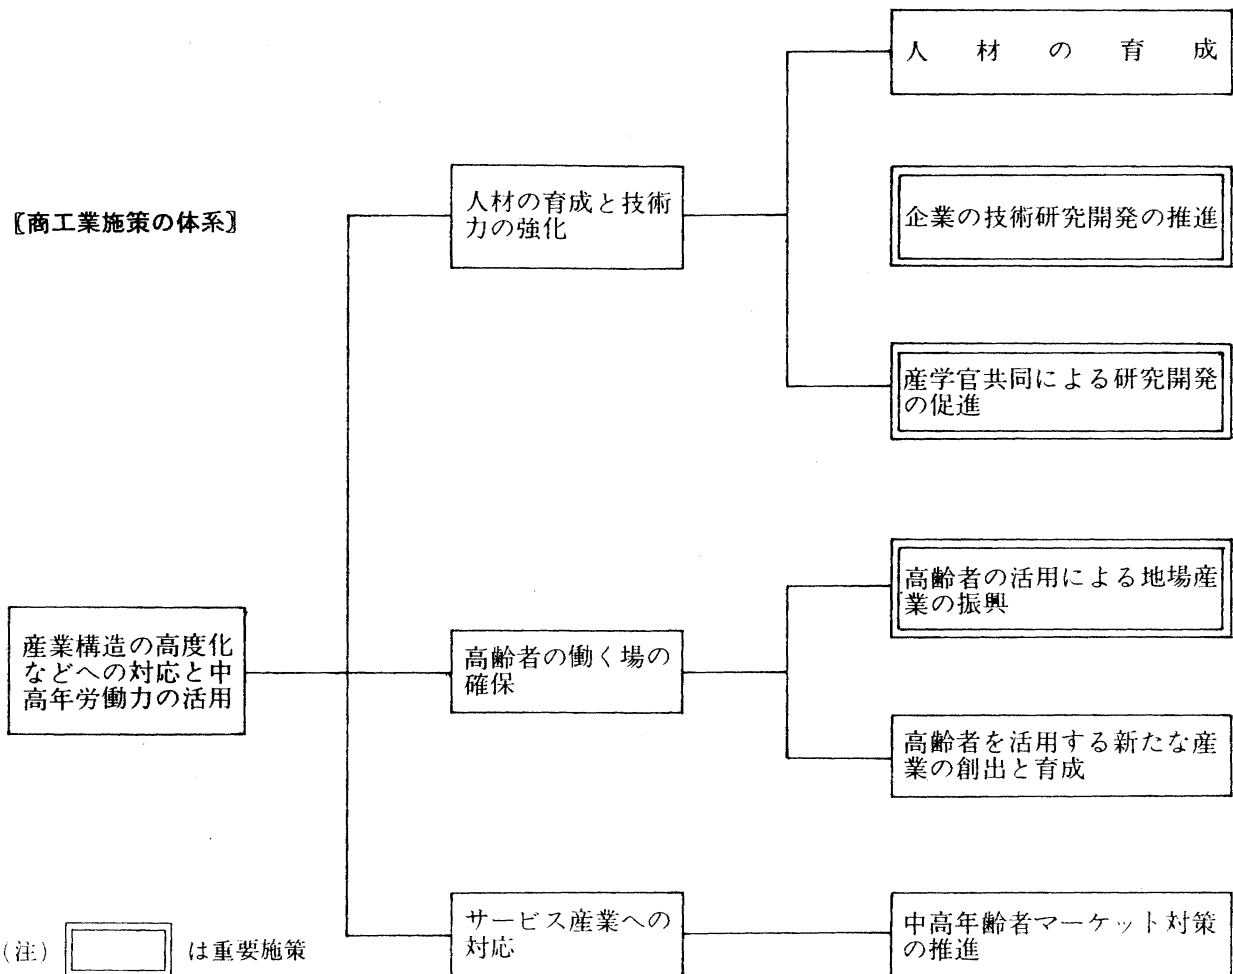 〖商工業施策の体系〗
産業構造の高度化
などへの対応と中
高年労働力の活用
人材の育成と技術
力の強化
人材の育成
企業の技術研究開発の推進
産学官共同による研究開発
の促進
高齢者の働く場の
確保
高齢者の活用による地場産
業の振興
高齢者を活用する新たな産
業の創出と育成
サービス産業への
対応
中高年齢者マーケット対策
の推進
(注) は重要施策